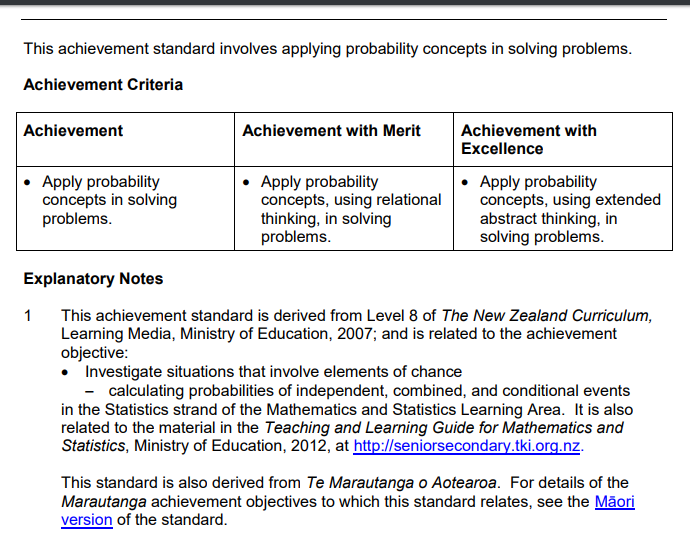 This achievement standard involves applying probability concepts in solving problems.
Achievement Criteria
Achievement
Achievement with Merit
Achievement with
Excellence
• Apply probability
concepts in solving
problems.
• Apply probability
concepts, using relational
thinking, in solving
problems.
• Apply probability
concepts, using extended
abstract thinking, in
solving problems.
Explanatory Notes
1 This achievement standard is derived from Level 8 of The New Zealand Curriculum,
Learning Media, Ministry of Education, 2007; and is related to the achievement
objective:
• Investigate situations that involve elements of chance
– calculating probabilities of independent, combined, and conditional events
in the Statistics strand of the Mathematics and Statistics Learning Area. It is also
related to the material in the Teaching and Learning Guide for Mathematics and
Statistics, Ministry of Education, 2012, at http://seniorsecondary.tki.org.nz.
This standard is also derived from Te Marautanga o Aotearoa. For details of the
Marautanga achievement objectives to which this standard relates, see the Māori
version of the standard.